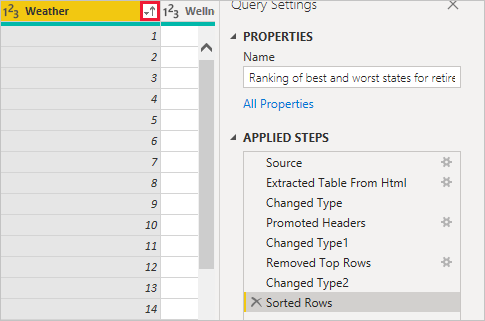 1²3 Weather
1²3 Welln
1
2
3
4
5
6
7
8
9
10
11
12
13
14
Query Settings
PROPERTIES
Name
Ranking of best and worst states for retire
All Properties
APPLIED STEPS
Source
Extracted Table From Html
Changed Type
Promoted Headers
Changed Type1
Removed Top Rows
Changed Type2
Sorted Rows